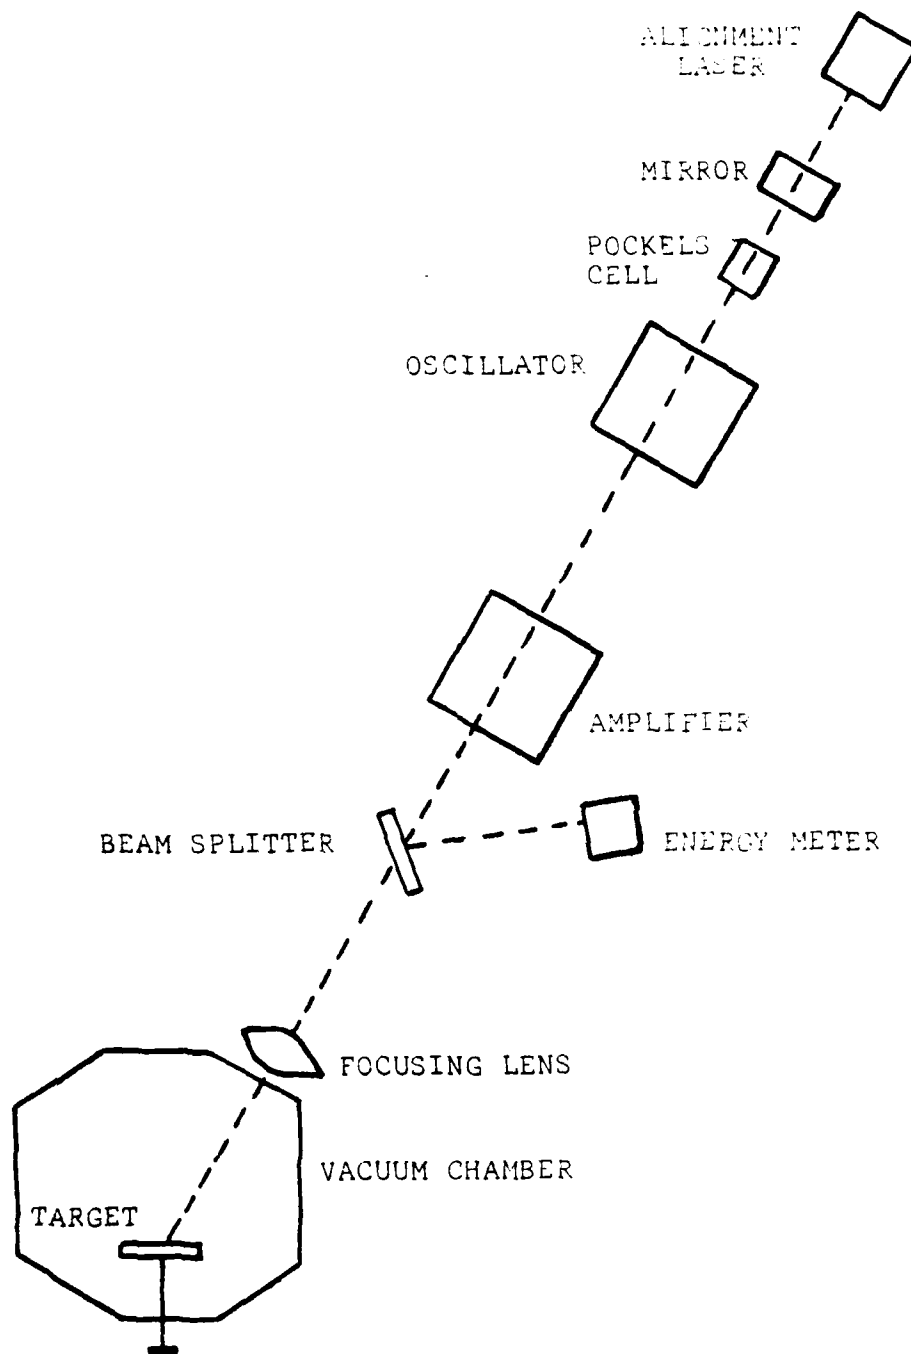 ALIGNMENT
LASER
MIRROR
POCKELS
CELL
OSCILLATOR
AMPLIFIER
BEAM SPLITTER
ENERGY METER
FOCUSING LENS
VACUUM CHAMBER
TARGET